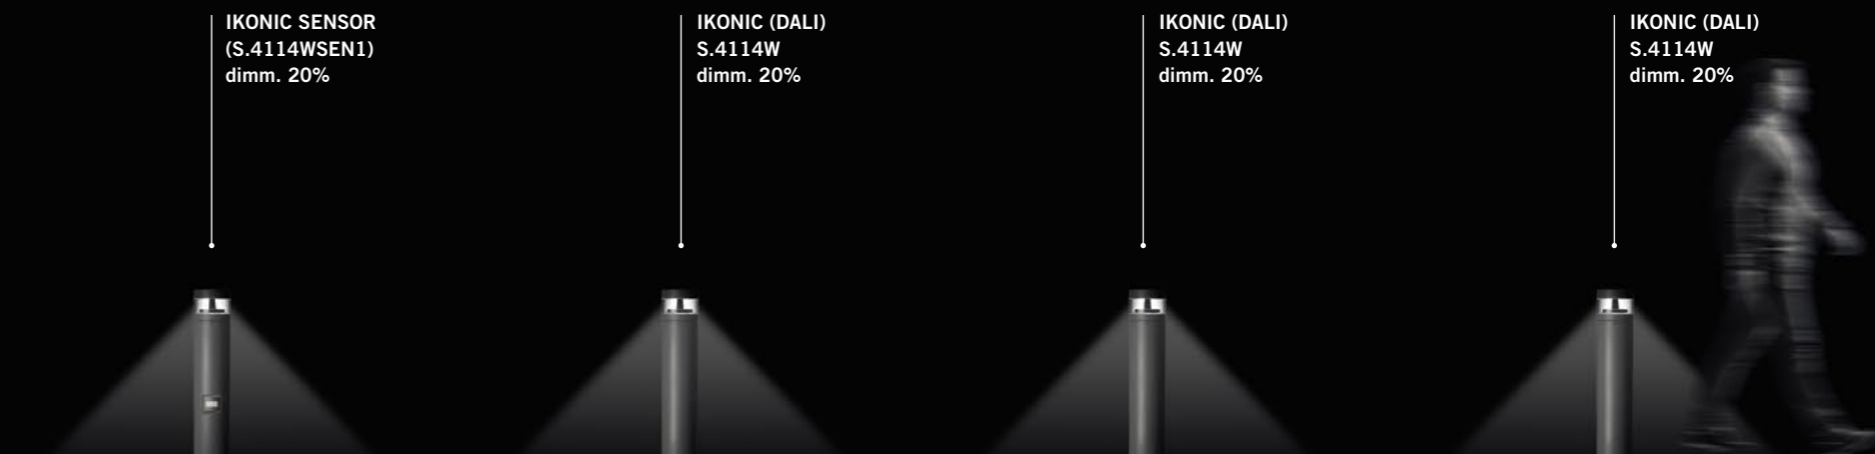 IKONIC SENSOR
(S.4114WSEN1)
dimm. 20%
IKONIC (DALI)
S.4114W
dimm. 20%
IKONIC (DALI)
S.4114W
dimm. 20%
IKONIC (DALI)
S.4114W
dimm. 20%